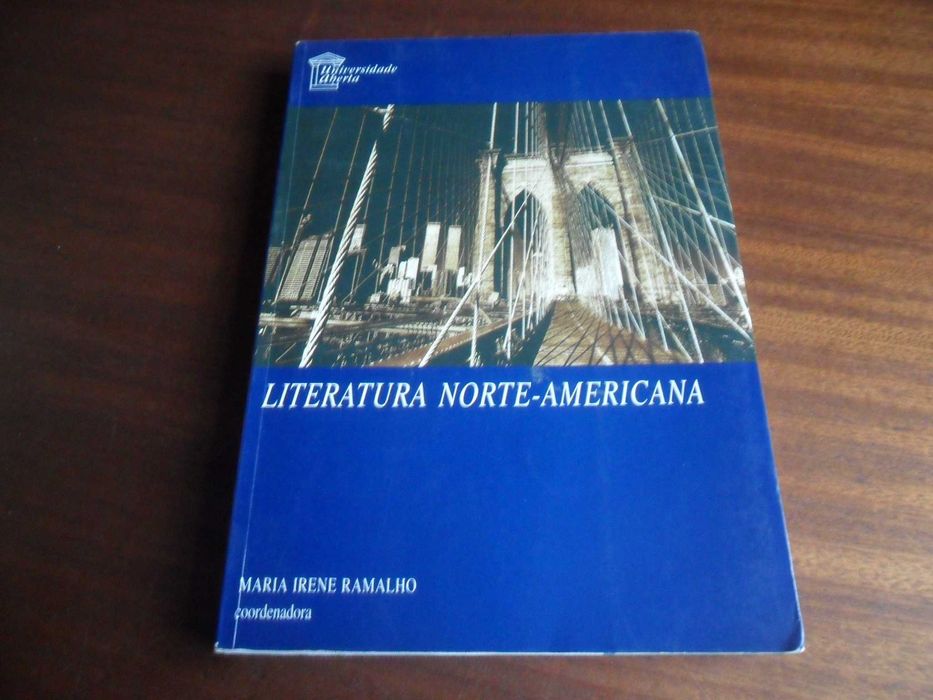 Universidade
Aberta
LITERATURA NORTE-AMERICANA
MARIA IRENE RAMALHO
coordenadora